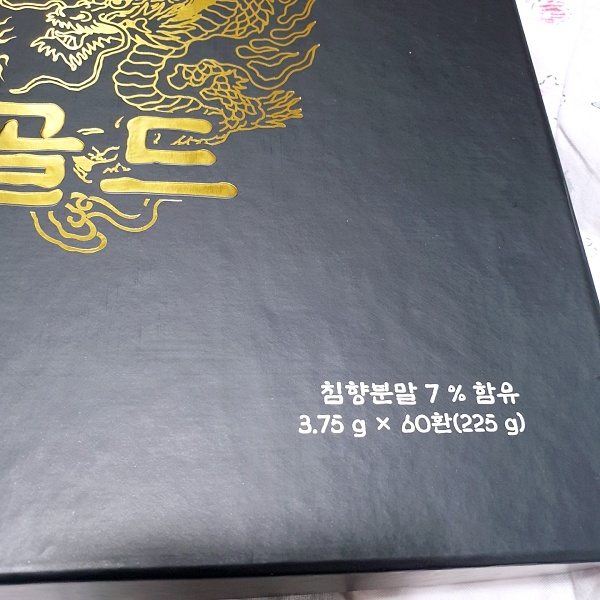 골드
침향분말 7 % 함유
3.75 g × 60환(225 g)